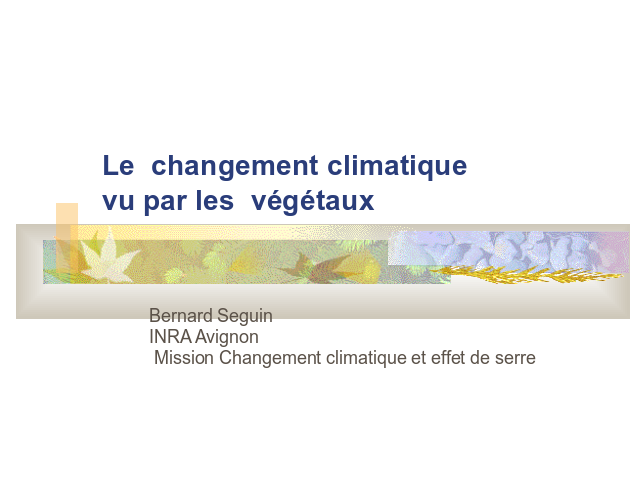 Le changement climatique
vu par les végétaux
Bernard Seguin
INRA Avignon
Mission Changement climatique et effet de serre